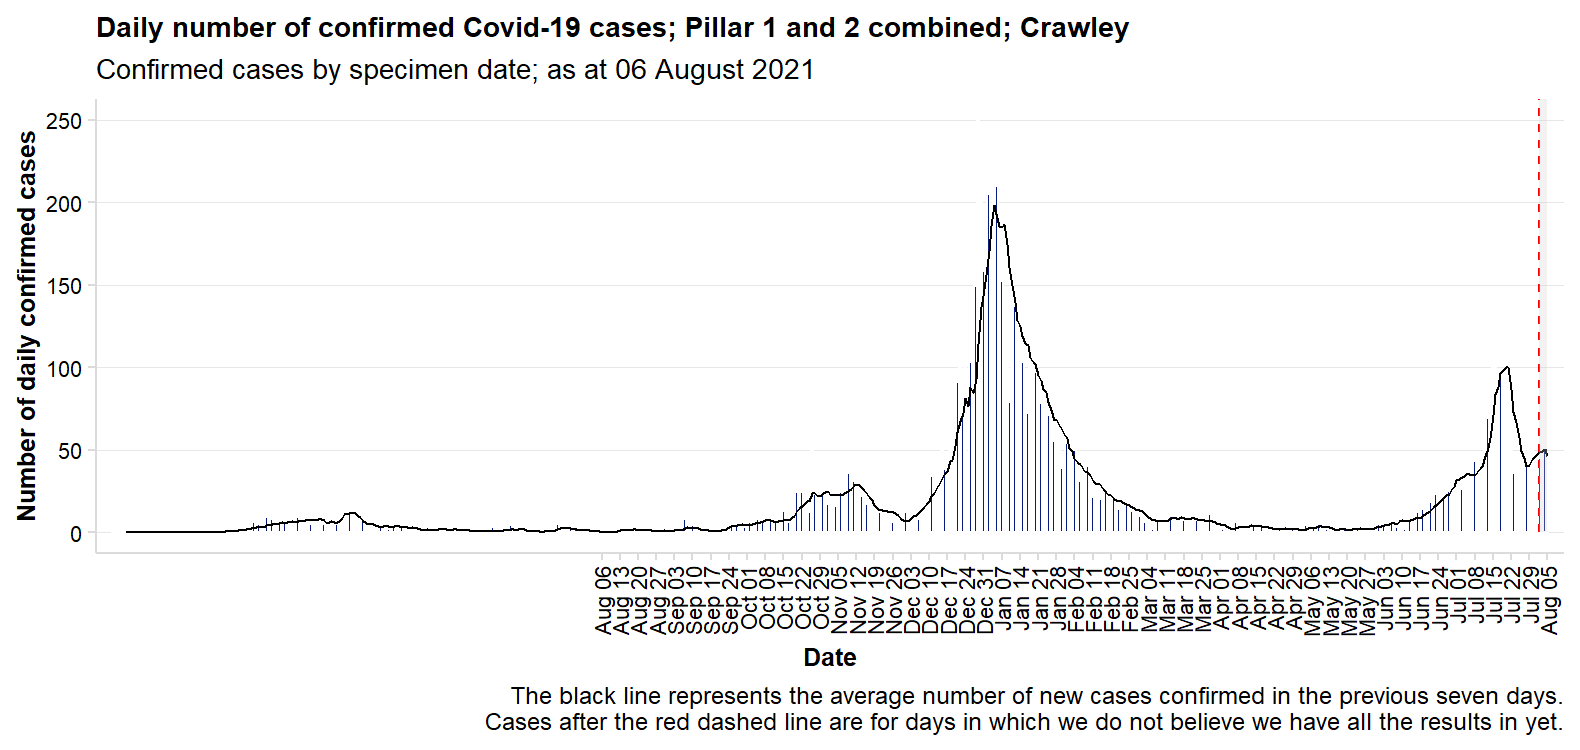 Daily number of confirmed Covid-19 cases; Pillar 1 and 2 combined; Crawley
Confirmed cases by specimen date; as at 06 August 2021
Number of daily confirmed cases
250
200
150
100
50
0
Aug 06
Aug 13
Aug 20
Aug 27
Sep 03
Sep 10
Sep 17
Sep 24
Oct 01
Oct 08
Oct 15
Oct 22
Oct 29
Nov 05
Nov 12
Nov 19
Nov 26
Dec 03
Dec 10
Dec 17
Dec 24
Dec 31
Jan 07
Jan 14
Jan 21
Jan 28
Feb 04
Feb 11
Feb 18
Feb 25
Mar 04
Mar 11
Mar 18
Mar 25
Apr 01
Apr 08
Apr 15
Apr 22
Apr 29
May 06
May 13
May 20
May 27
Jun 03
Jun 10
Jun 17
Jun 24
Jul 01
Jul 08
Jul 15
Jul 22
Jul 29
Aug 05
Date
The black line represents the average number of new cases confirmed in the previous seven days.
Cases after the red dashed line are for days in which we do not believe we have all the results in yet.